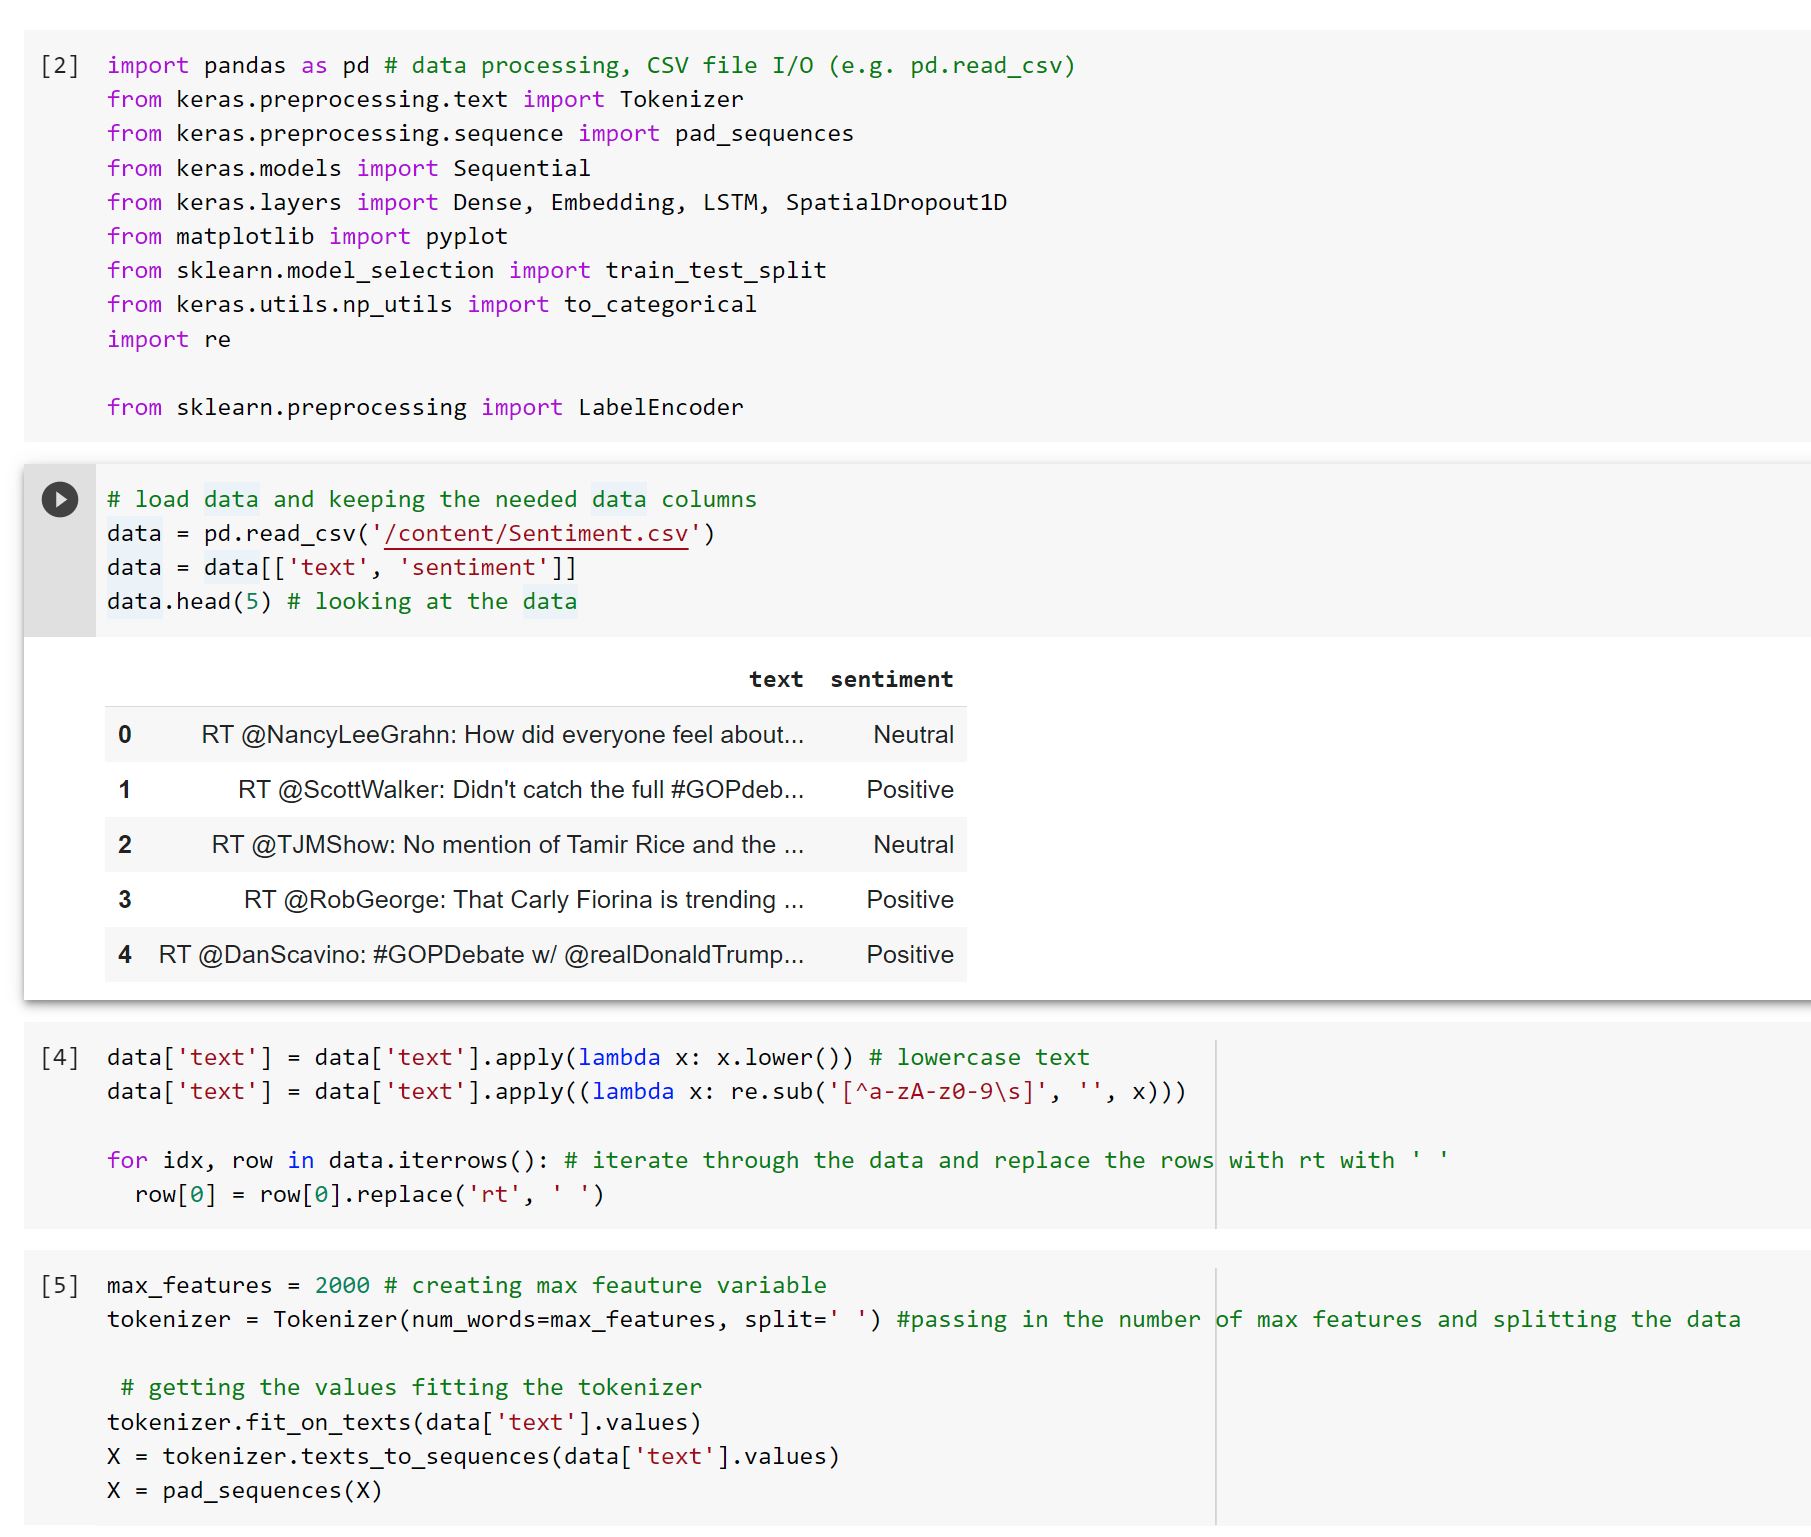 [2] import pandas as pd # data processing, CSV file I/O (e.g. pd.read_csv)
from keras.preprocessing.text import Tokenizer
from keras.preprocessing.sequence import pad_sequences
from keras.models import Sequential
from keras.layers import Dense, Embedding, LSTM, SpatialDropout1D
from matplotlib import pyplot
from sklearn.model_selection import train_test_split
from keras.utils.np_utils import to_categorical
import re
from sklearn.preprocessing import LabelEncoder
# load data and keeping the needed data columns
data = pd.read_csv('/content/Sentiment.csv')
data = data[['text', 'sentiment']]
data.head(5) # looking at the data
text sentiment
0 RT @NancyLeeGrahn: How did everyone feel about... Neutral
1 RT @ScottWalker: Didn't catch the full #GOPdeb... Positive
2 RT @TJMShow: No mention of Tamir Rice and the ... Neutral
3 RT @RobGeorge: That Carly Fiorina is trending ... Positive
4 RT @DanScavino: #GOPDebate w/ @realDonaldTrump... Positive
[4] data['text'] = data['text'].apply(lambda x: x.lower()) # lowercase text
data['text'] = data['text'].apply((lambda x: re.sub('[^a-zA-z0-9\s]', '', x)))
for idx, row in data.iterrows(): # iterate through the data and replace the rows with rt with ' '
row[0] = row[0].replace('rt', ' ')
[5] max_features = 2000 # creating max feauture variable
tokenizer = Tokenizer(num_words=max_features, split=' ') #passing in the number of max features and splitting the data
# getting the values fitting the tokenizer
tokenizer.fit_on_texts(data['text'].values)
X = tokenizer.texts_to_sequences(data['text'].values)
X = pad_sequences(X)